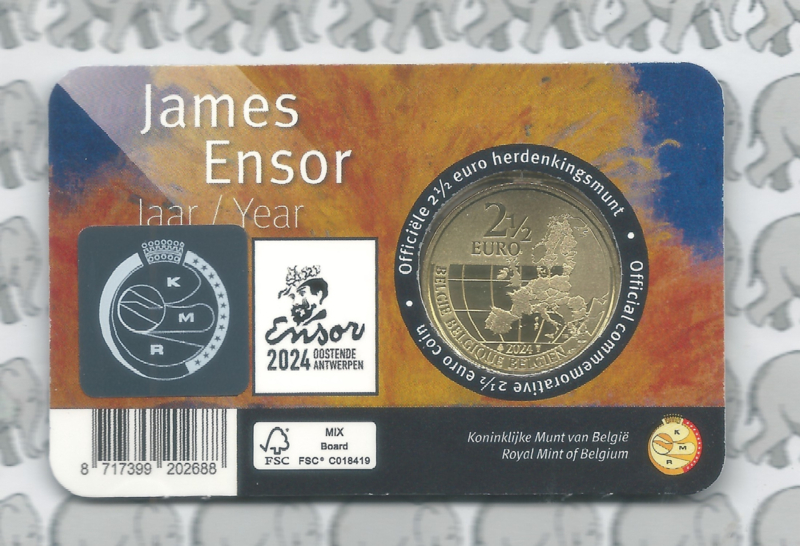 James
Ensor
Jaar / Year
K
M
R
Ensor
2024 OOSTENDE
ANTWERPEN
• Officiële 2½ euro herdenkingsmunt •
Official commemorative 2½ euro coin
2½
EURO
BELGIE BELGIQUE BELGIEN
2024
8 717399 202688
FSC
MIX
Board
FSC® C018419
Koninklijke Munt van België
Royal Mint of Belgium
K
M
R